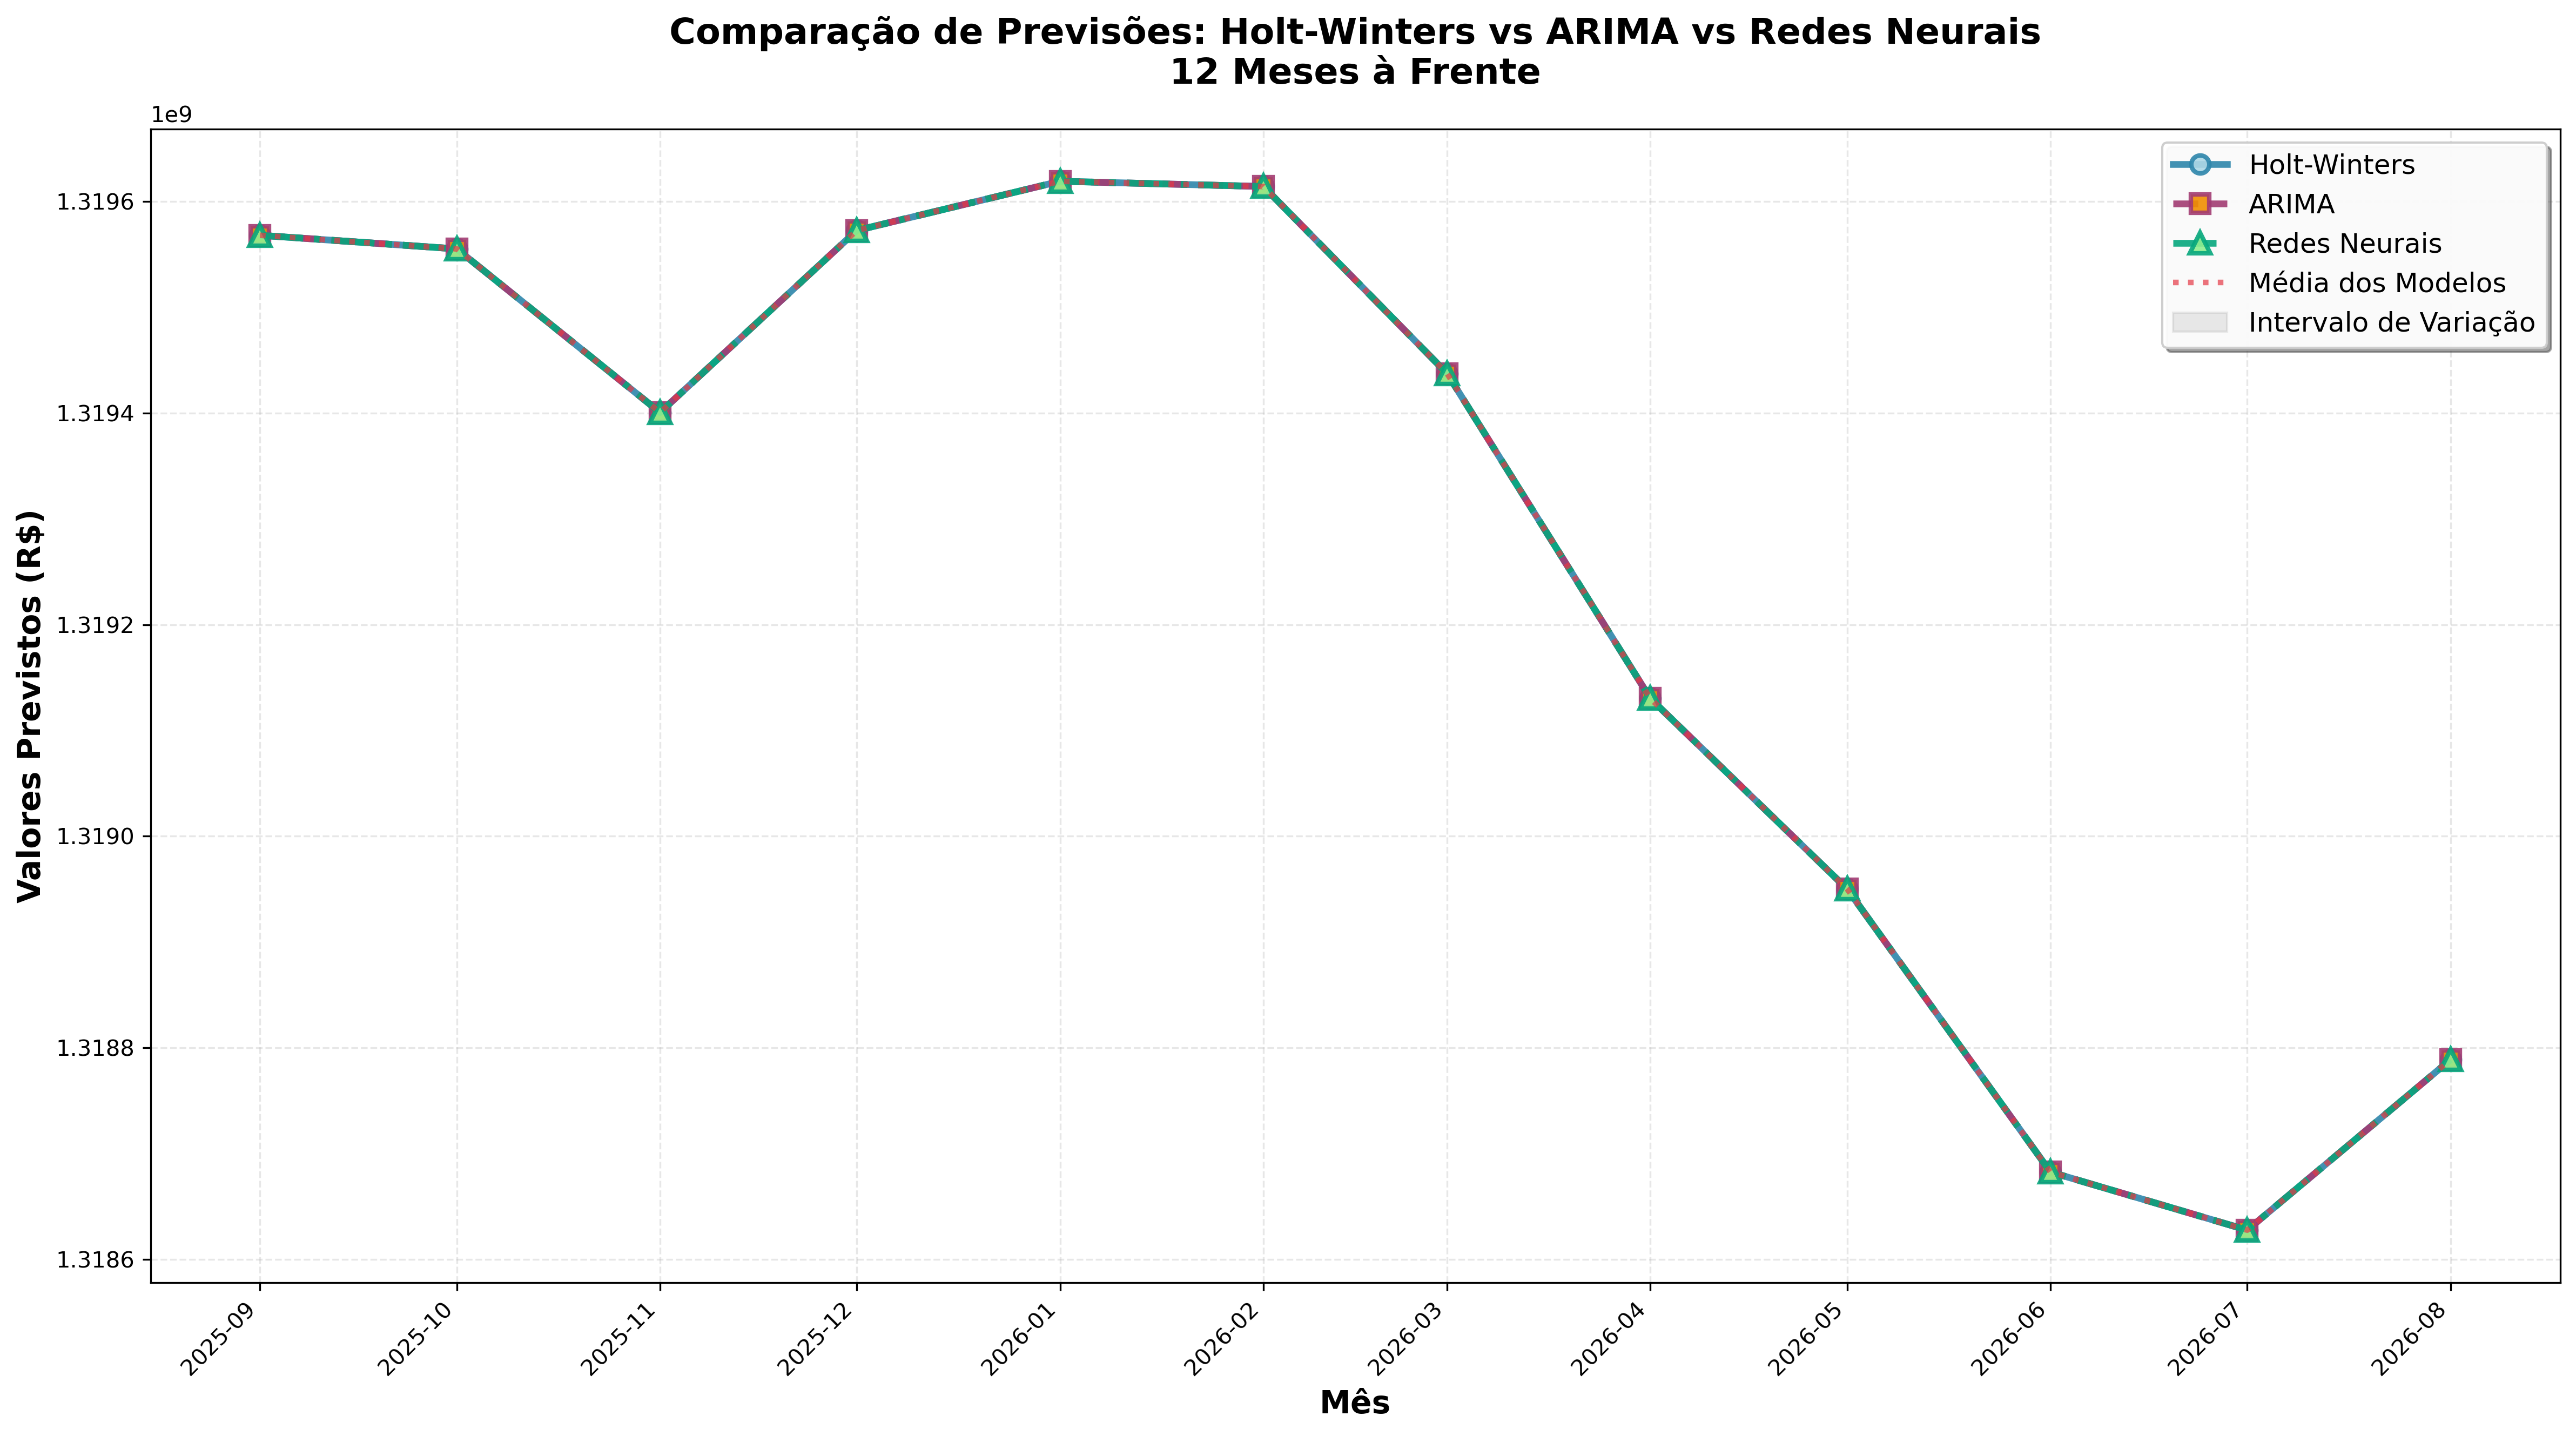 Comparação de Previsões: Holt-Winters vs ARIMA vs Redes Neurais
12 Meses à Frente
1e9
Holt-Winters
ARIMA
Redes Neurais
Média dos Modelos
Intervalo de Variação
1.3196
1.3194
1.3192
1.3190
1.3188
1.3186
Valores Previstos (R$)
2025-09
2025-10
2025-11
2025-12
2026-01
2026-02
2026-03
2026-04
2026-05
2026-06
2026-07
2026-08
Mês